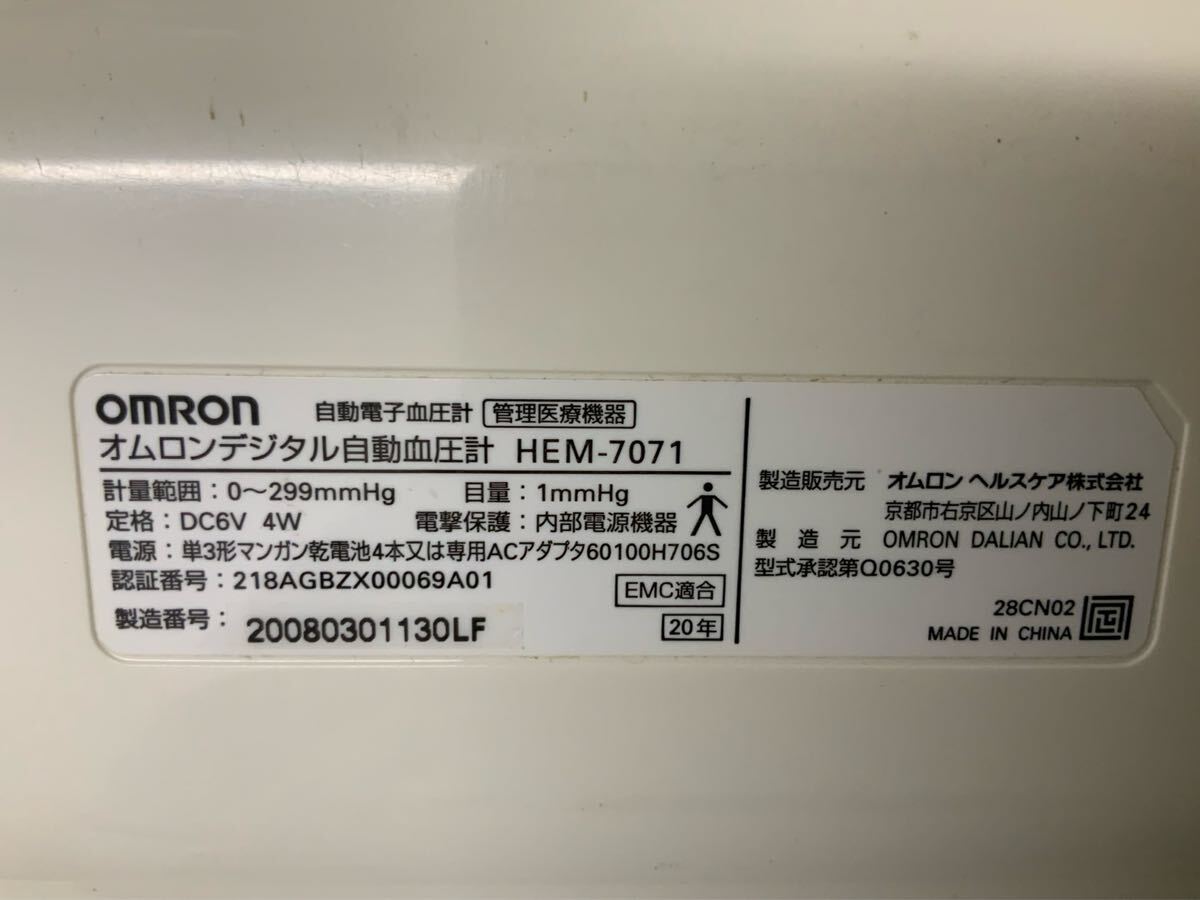 OMRON 自動電子血圧計 管理医療機器
オムロンデジタル自動血圧計 HEM-7071
計量範囲：0～299mmHg 目量：1mmHg
定格：DC6V 4W 電撃保護：内部電源機器
電源：単3形マンガン乾電池4本又は専用ACアダプタ60100H706S
認証番号：218AGBZX00069A01 EMC適合
製造番号：20080301130LF 20年
製造販売元 オムロン ヘルスケア株式会社
京都市右京区山ノ内山ノ下町24
製造元 OMRON DALIAN CO., LTD.
型式承認第Q0630号
28CN02
MADE IN CHINA